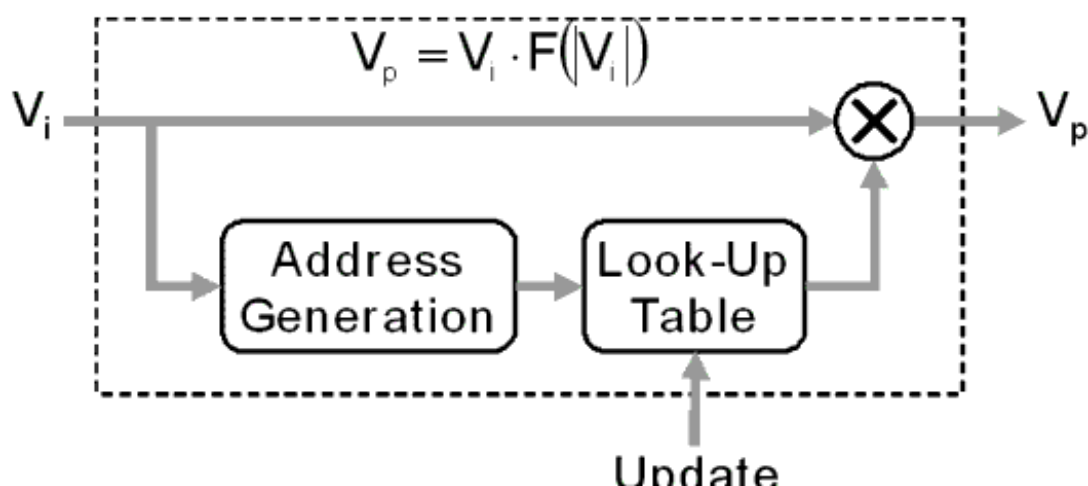 Vp = Vi · F(|Vi|)
Vi
Vp
Address
Generation
Look-Up
Table
Update